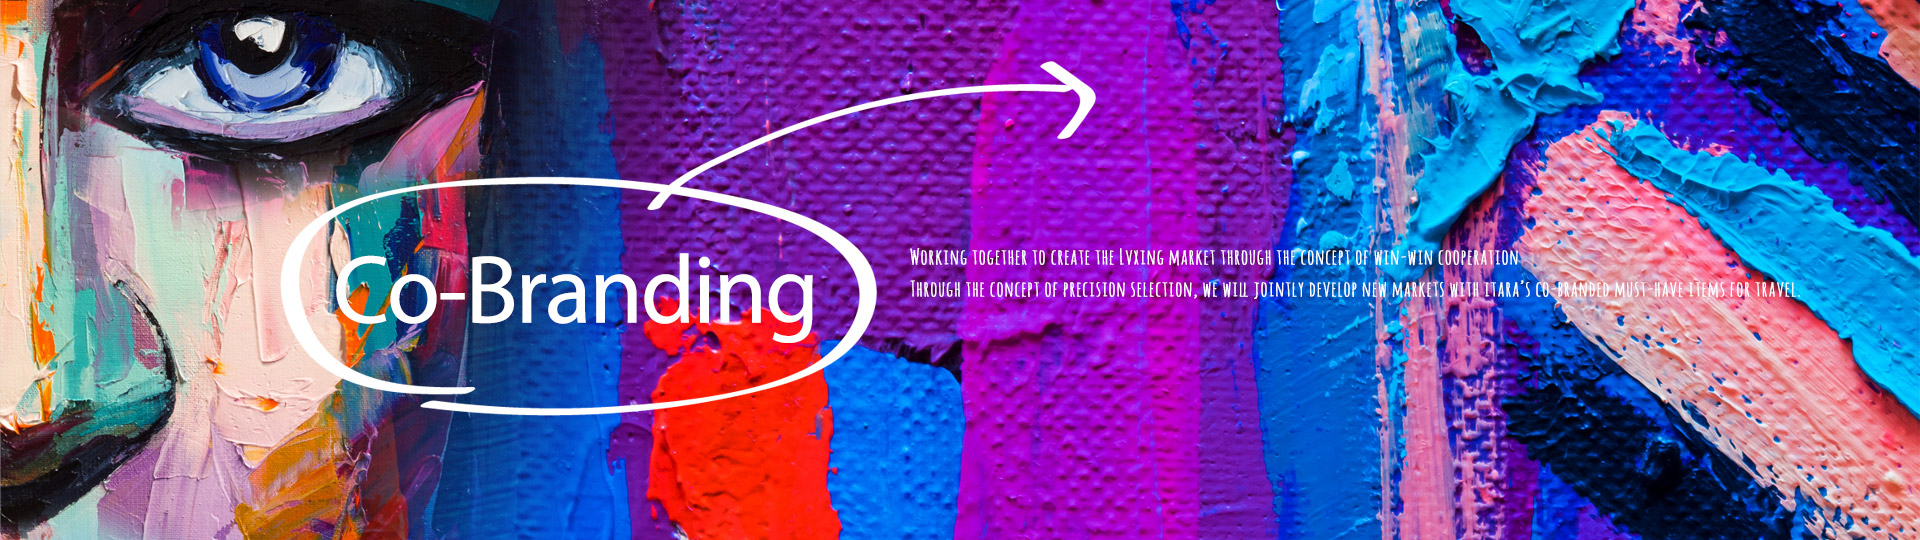 Co-Branding
Working together to create the Lvxing market through the concept of win-win cooperation
Through the concept of precision selection, we will jointly develop new markets with itara's co-branded must-have items for travel.